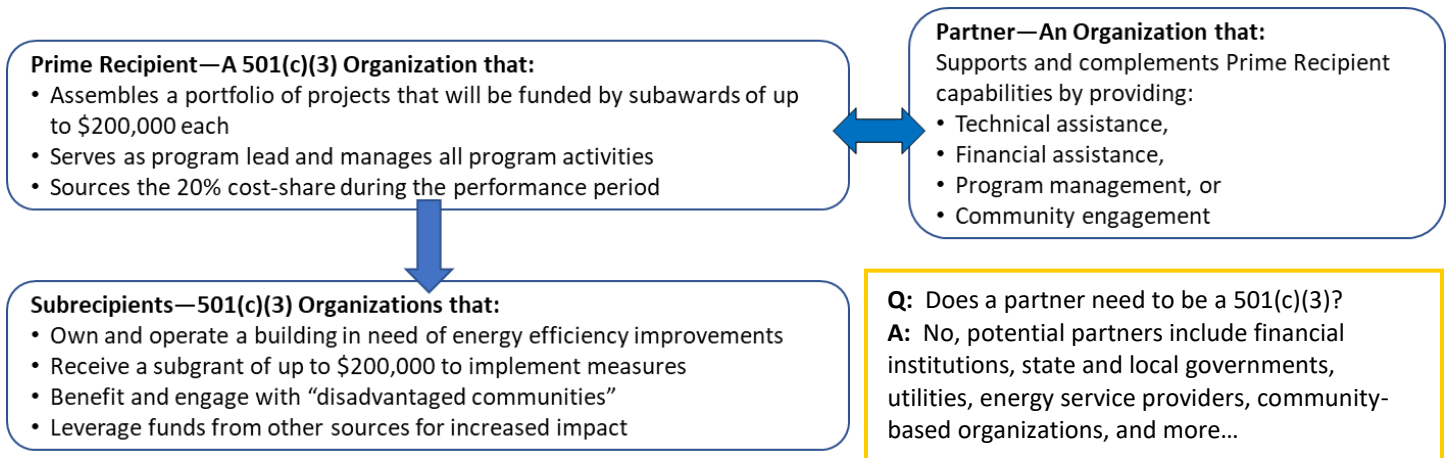 Prime Recipient—A 501(c)(3) Organization that:
• Assembles a portfolio of projects that will be funded by subawards of up
to $200,000 each
• Serves as program lead and manages all program activities
• Sources the 20% cost-share during the performance period
Partner—An Organization that:
Supports and complements Prime Recipient
capabilities by providing:
• Technical assistance,
• Financial assistance,
• Program management, or
• Community engagement
Subrecipients—501(c)(3) Organizations that:
• Own and operate a building in need of energy efficiency improvements
• Receive a subgrant of up to $200,000 to implement measures
• Benefit and engage with “disadvantaged communities”
• Leverage funds from other sources for increased impact
Q: Does a partner need to be a 501(c)(3)?
A: No, potential partners include financial
institutions, state and local governments,
utilities, energy service providers, community-
based organizations, and more…